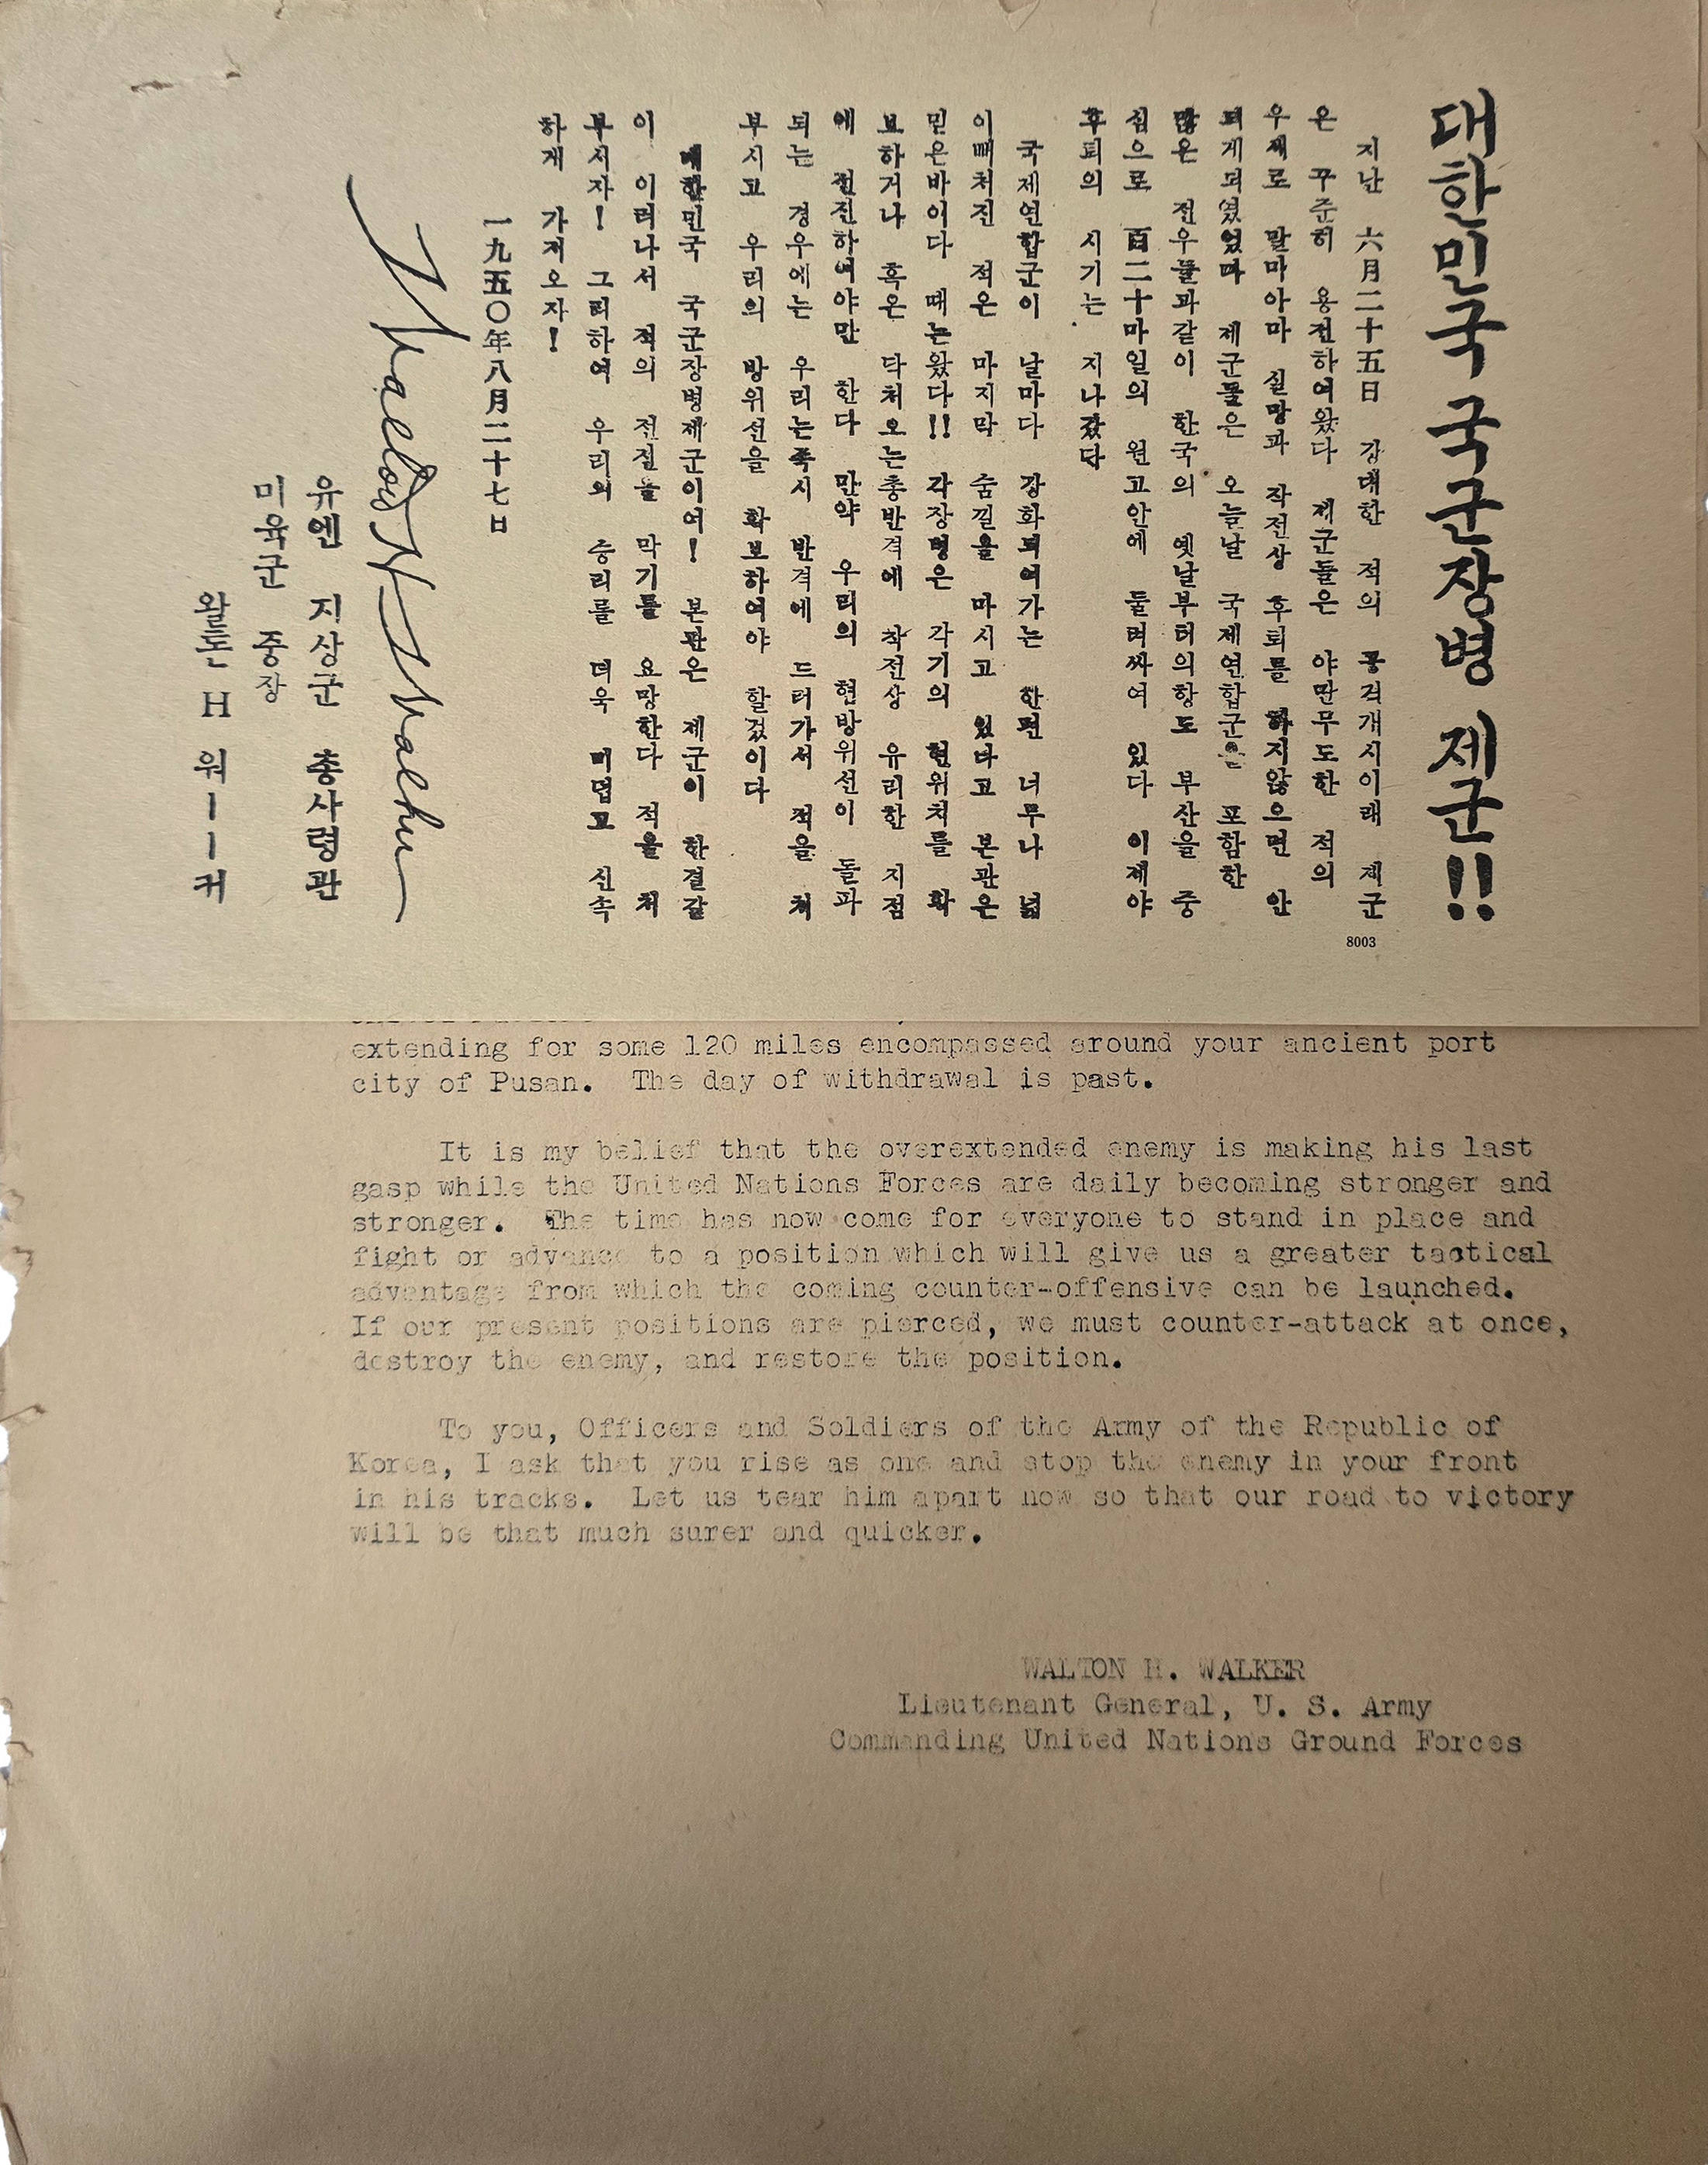 대한민국 국군장병 제군!!
지난 六月二十五日 강대한 적의 공격개시이래 제군
은 꾸준히 용전하여왔다 제군들은 야만무도한 적의
우세로 말마아마 실망과 작전상 후퇴를 하지않으면 안
되게되였었다 제군들은 오늘날 국제연합군을 포함한
많은 전우들과같이 한국의 옛날부터의항도 부산을 중
심으로 百二十마일의 원고안에 둘러싸여 있다 이제야
후퇴의 시기는 지나갔다
국제연합군이 날마다 강화되여가는 한편 너무나 넓
이빼처진 적은 마지막 숨낄을 마시고 있다고 본관은
믿은바이다 때는왔다!! 각장병은 각기의 현위처를 확
보하거나 혹은 닥처오는총반격에 작전상 유리한 지점
에 전진하여야만 한다 만약 우리의 현방위선이 돌파
되는 경우에는 우리는즉시 반격에 드러가서 적을 처
부시고 우리의 방위선을 확보하여야 할겄이다
대한민국 국군장병제군이여! 본관은 제군이 한결같
이 이러나서 적의 전진을 막기를 요망한다 적을 처
부시자! 그리하여 우리의 승리를 더욱 미덥고 신속
하게 가저오자!
一九五〇年八月二十七日
Walton H. Walker
유엔 지상군 총사령관
미육군 중장
왈톤 H 워ーー커
8003
extending for some 120 miles encompassed around your ancient port
city of Pusan. The day of withdrawal is past.
It is my belief that the overextended enemy is making his last
gasp while the United Nations Forces are daily becoming stronger and
stronger. The time has now come for everyone to stand in place and
fight or advance to a position which will give us a greater tactical
advantage from which the coming counter-offensive can be launched.
If our present positions are pierced, we must counter-attack at once,
destroy the enemy, and restore the position.
To you, Officers and Soldiers of the Army of the Republic of
Korea, I ask that you rise as one and stop the enemy in your front
in his tracks. Let us tear him apart now so that our road to victory
will be that much surer and quicker.
WALTON H. WALKER
Lieutenant General, U. S. Army
Commanding United Nations Ground Forces